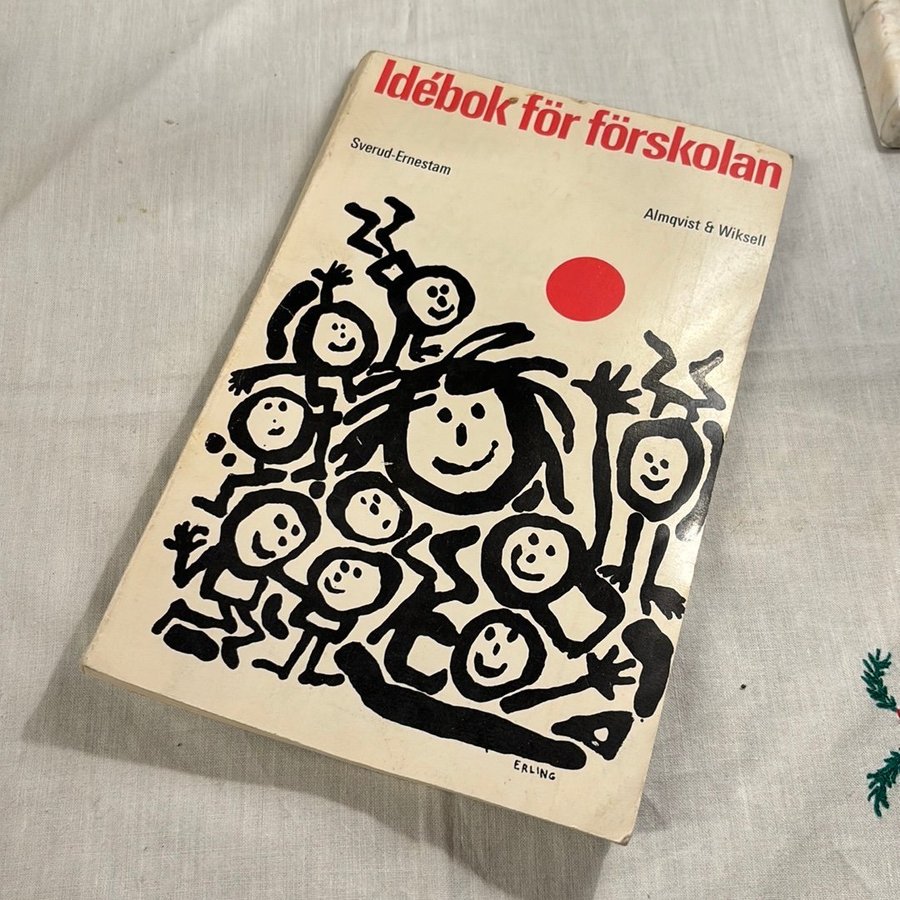 Idébok för förskolan
Sverud-Ernestam
Almqvist & Wiksell
ERLING